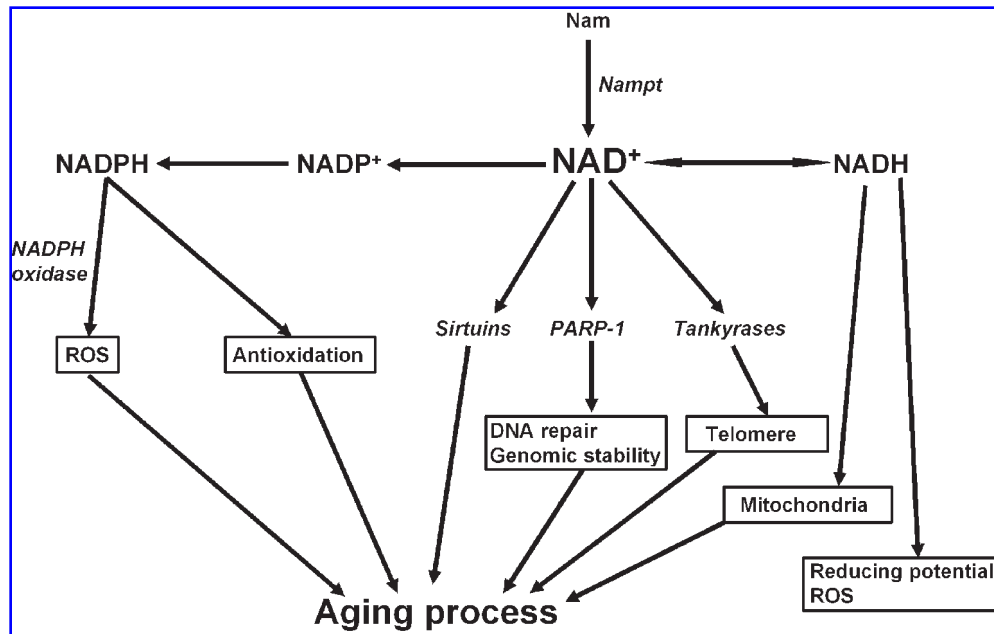 Nam
Nampt
NADPH
NADP+
NAD+
NADH
NADPH
oxidase
Sirtuins
PARP-1
Tankyrases
ROS
Antioxidation
DNA repair
Genomic stability
Telomere
Mitochondria
Reducing potential
ROS
Aging process